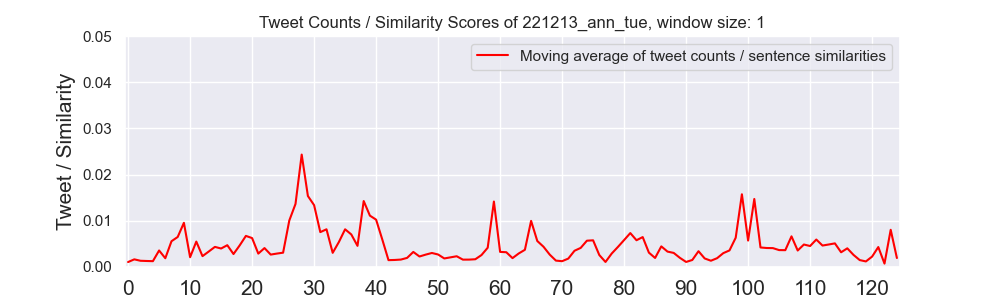 Tweet Counts / Similarity Scores of 221213_ann_tue, window size: 1
Moving average of tweet counts / sentence similarities
Tweet / Similarity
0.05
0.04
0.03
0.02
0.01
0.00
0 10 20 30 40 50 60 70 80 90 100 110 120